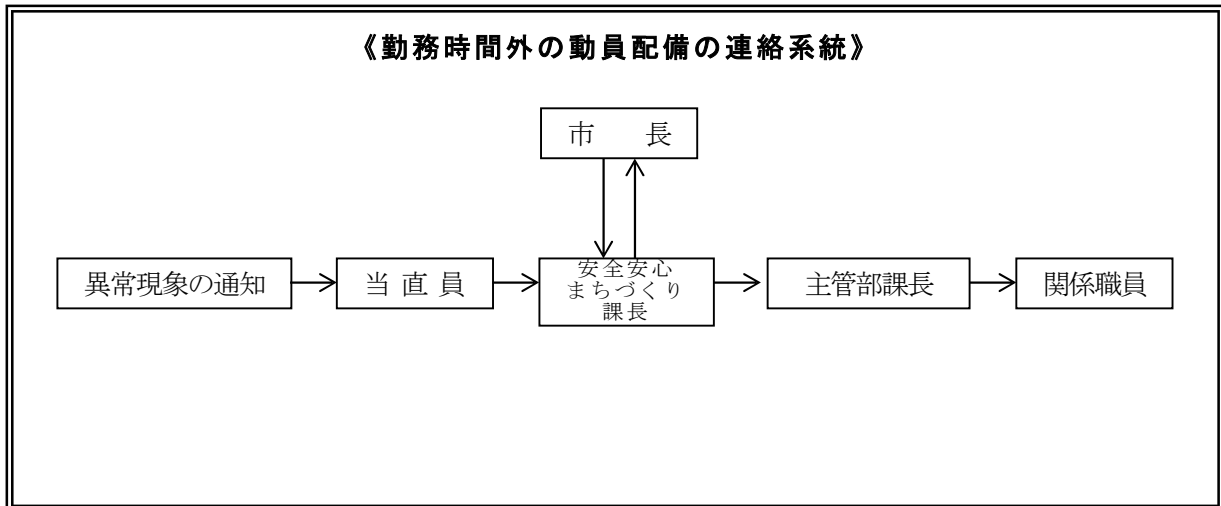 《勤務時間外の動員配備の連絡系統》
市　　長
異常現象の通知
当 直 員
安全安心
まちづくり
課長
主管部課長
関係職員